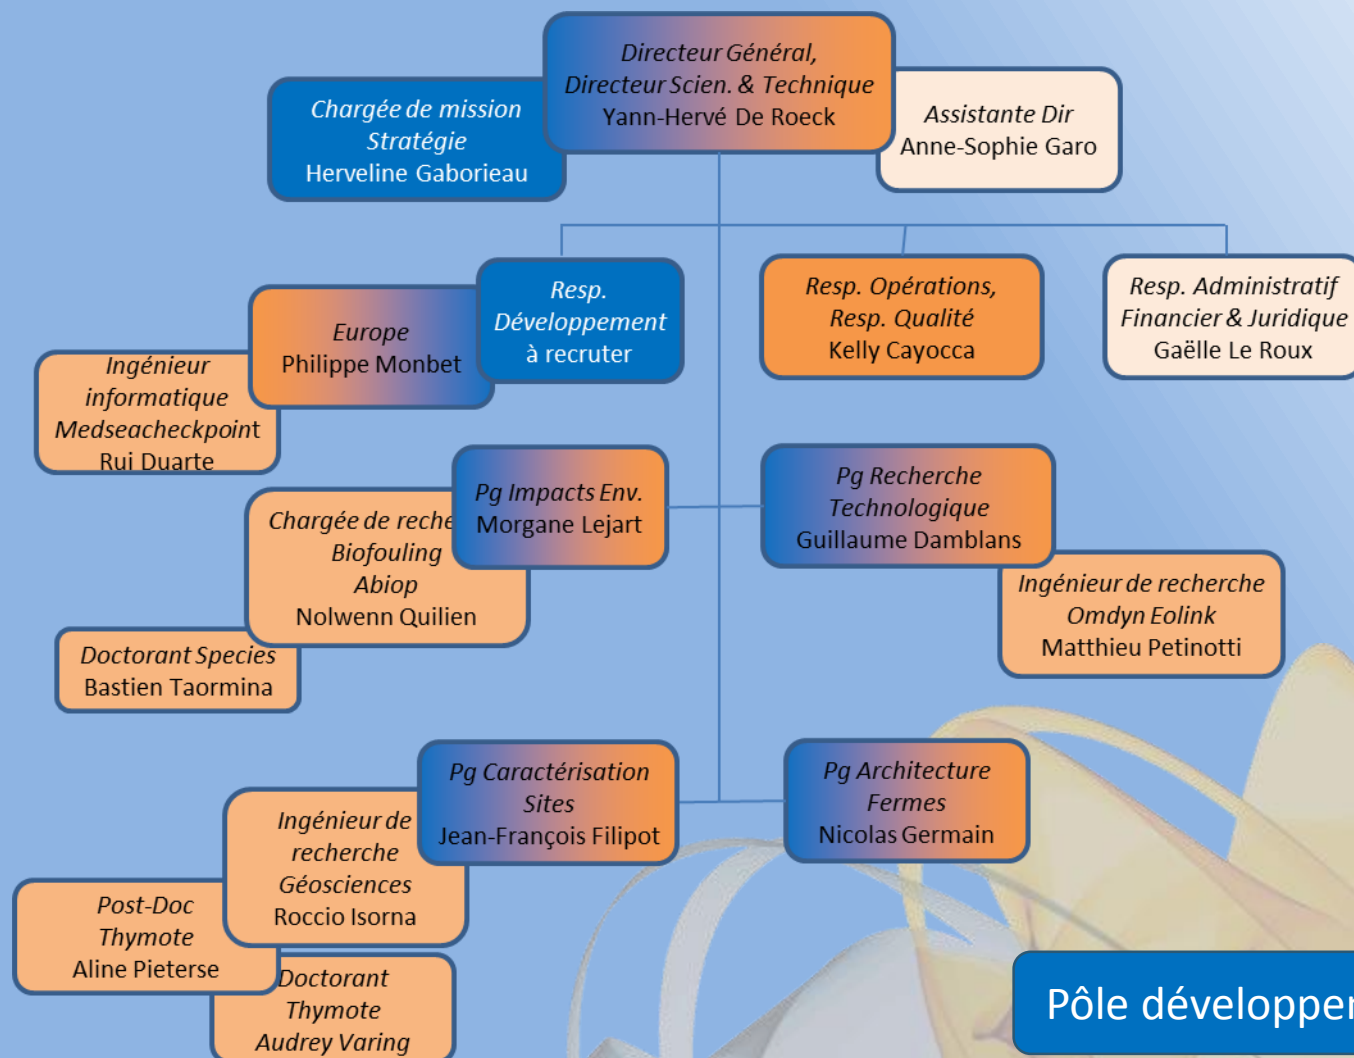 Directeur Général,
Directeur Scien. & Technique
Yann-Hervé De Roeck
Chargée de mission
Stratégie
Herveline Gaborieau
Assistante Dir
Anne-Sophie Garo
Europe
Philippe Monbet
Resp.
Développement
à recruter
Resp. Opérations,
Resp. Qualité
Kelly Cayocca
Resp. Administratif
Financier & Juridique
Gaëlle Le Roux
Ingénieur
informatique
Medseacheckpoint
Rui Duarte
Pg Impacts Env.
Morgane Lejart
Pg Recherche
Technologique
Guillaume Damblans
Chargée de reche
Biofouling
Abiop
Nolwenn Quilien
Ingénieur de recherche
Omdyn Eolink
Matthieu Petinotti
Doctorant Species
Bastien Taormina
Pg Caractérisation
Sites
Jean-François Filipot
Pg Architecture
Fermes
Nicolas Germain
Ingénieur de
recherche
Géosciences
Roccio Isorna
Post-Doc
Thymote
Aline Pieterse
Doctorant
Thymote
Audrey Varing
Pôle développe